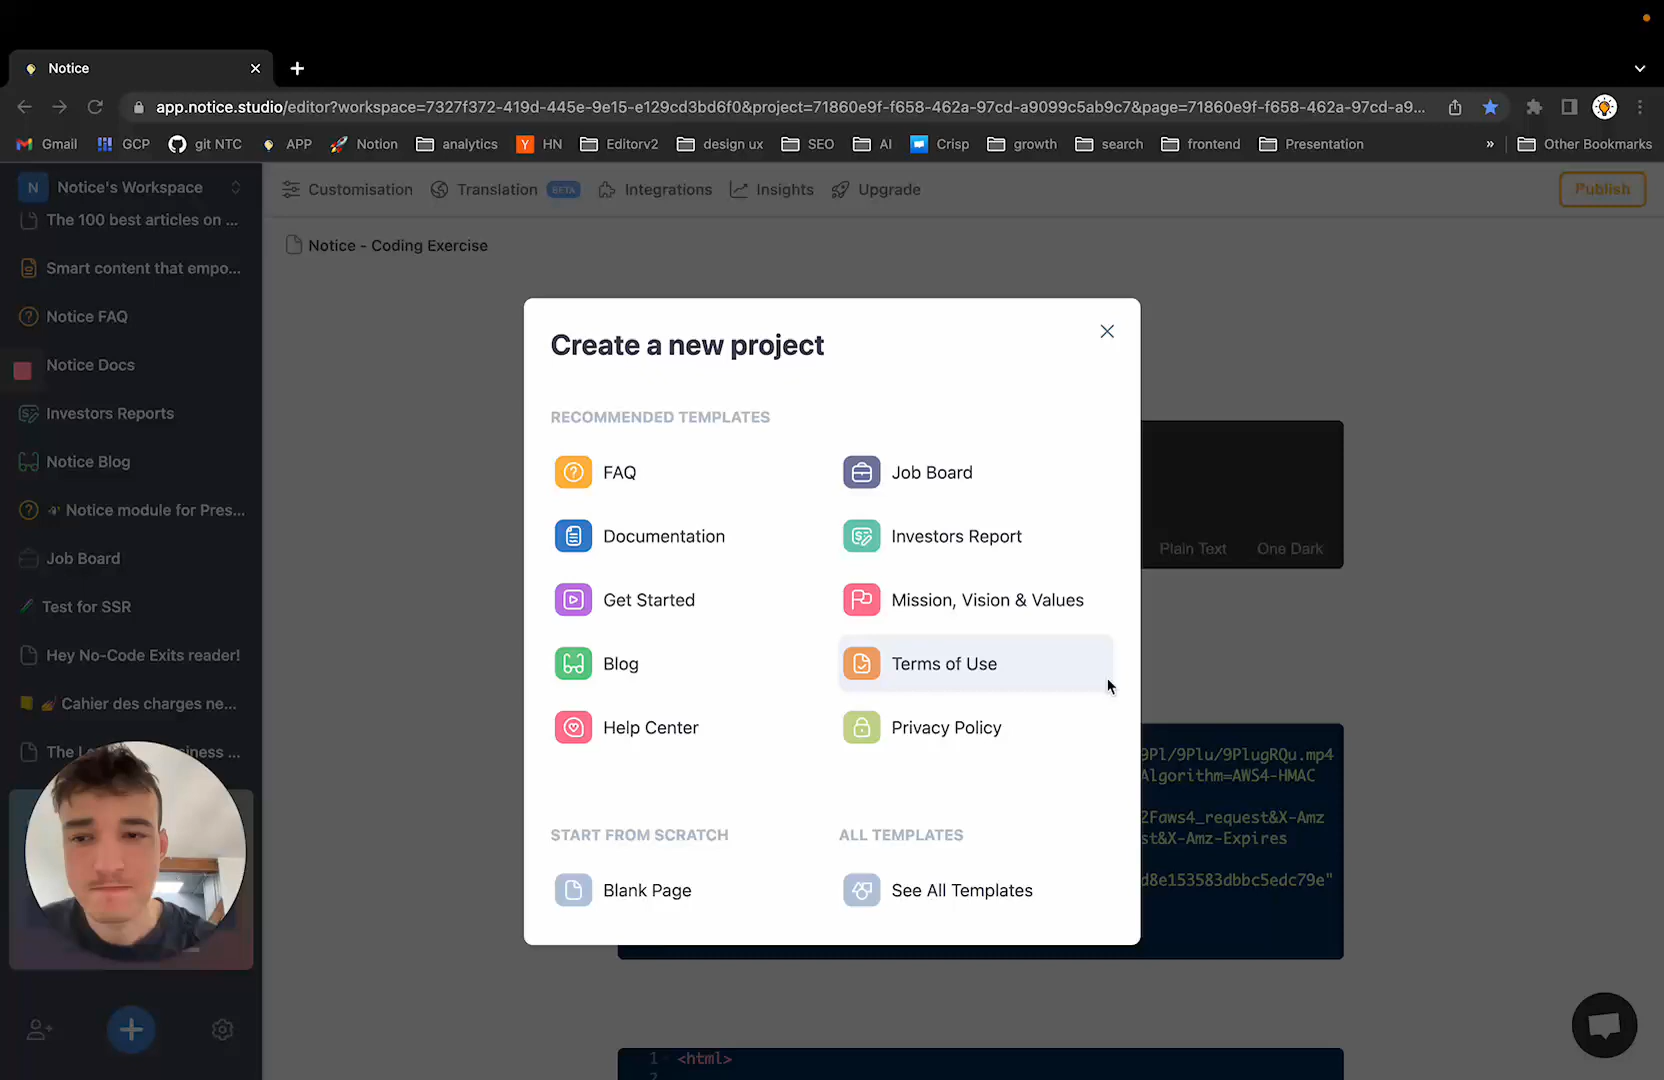 Notice
app.notice.studio/editor?workspace=7327f372-419d-445e-9e15-e129cd3bd6f0&project=71860e9f-f658-462a-97cd-a9099c5ab9c7&page=71860e9f-f658-462a-97cd-a9...
Gmail GCP git NTC APP Notion analytics HN Editorv2 design ux SEO AI Crisp growth search frontend Presentation » Other Bookmarks
N Notice's Workspace
Customisation Translation BETA Integrations Insights Upgrade Publish
The 100 best articles on ...
Notice - Coding Exercise
Smart content that empo...
Notice FAQ
Notice Docs
Investors Reports
Notice Blog
Notice module for Pres...
Job Board
Test for SSR
Hey No-Code Exits reader!
Cahier des charges ne...
The ... ...
Create a new project
RECOMMENDED TEMPLATES
FAQ
Job Board
Documentation
Investors Report
Get Started
Mission, Vision & Values
Blog
Terms of Use
Help Center
Privacy Policy
START FROM SCRATCH
ALL TEMPLATES
Blank Page
See All Templates
Plain Text One Dark
9Pl/9Plu/9PlugRQu.mp4
Algorithm=AWS4-HMAC
2Faws4_request&X-Amz
st&X-Amz-Expires
d8e153583dbbc5edc79e"
1 <html>
2